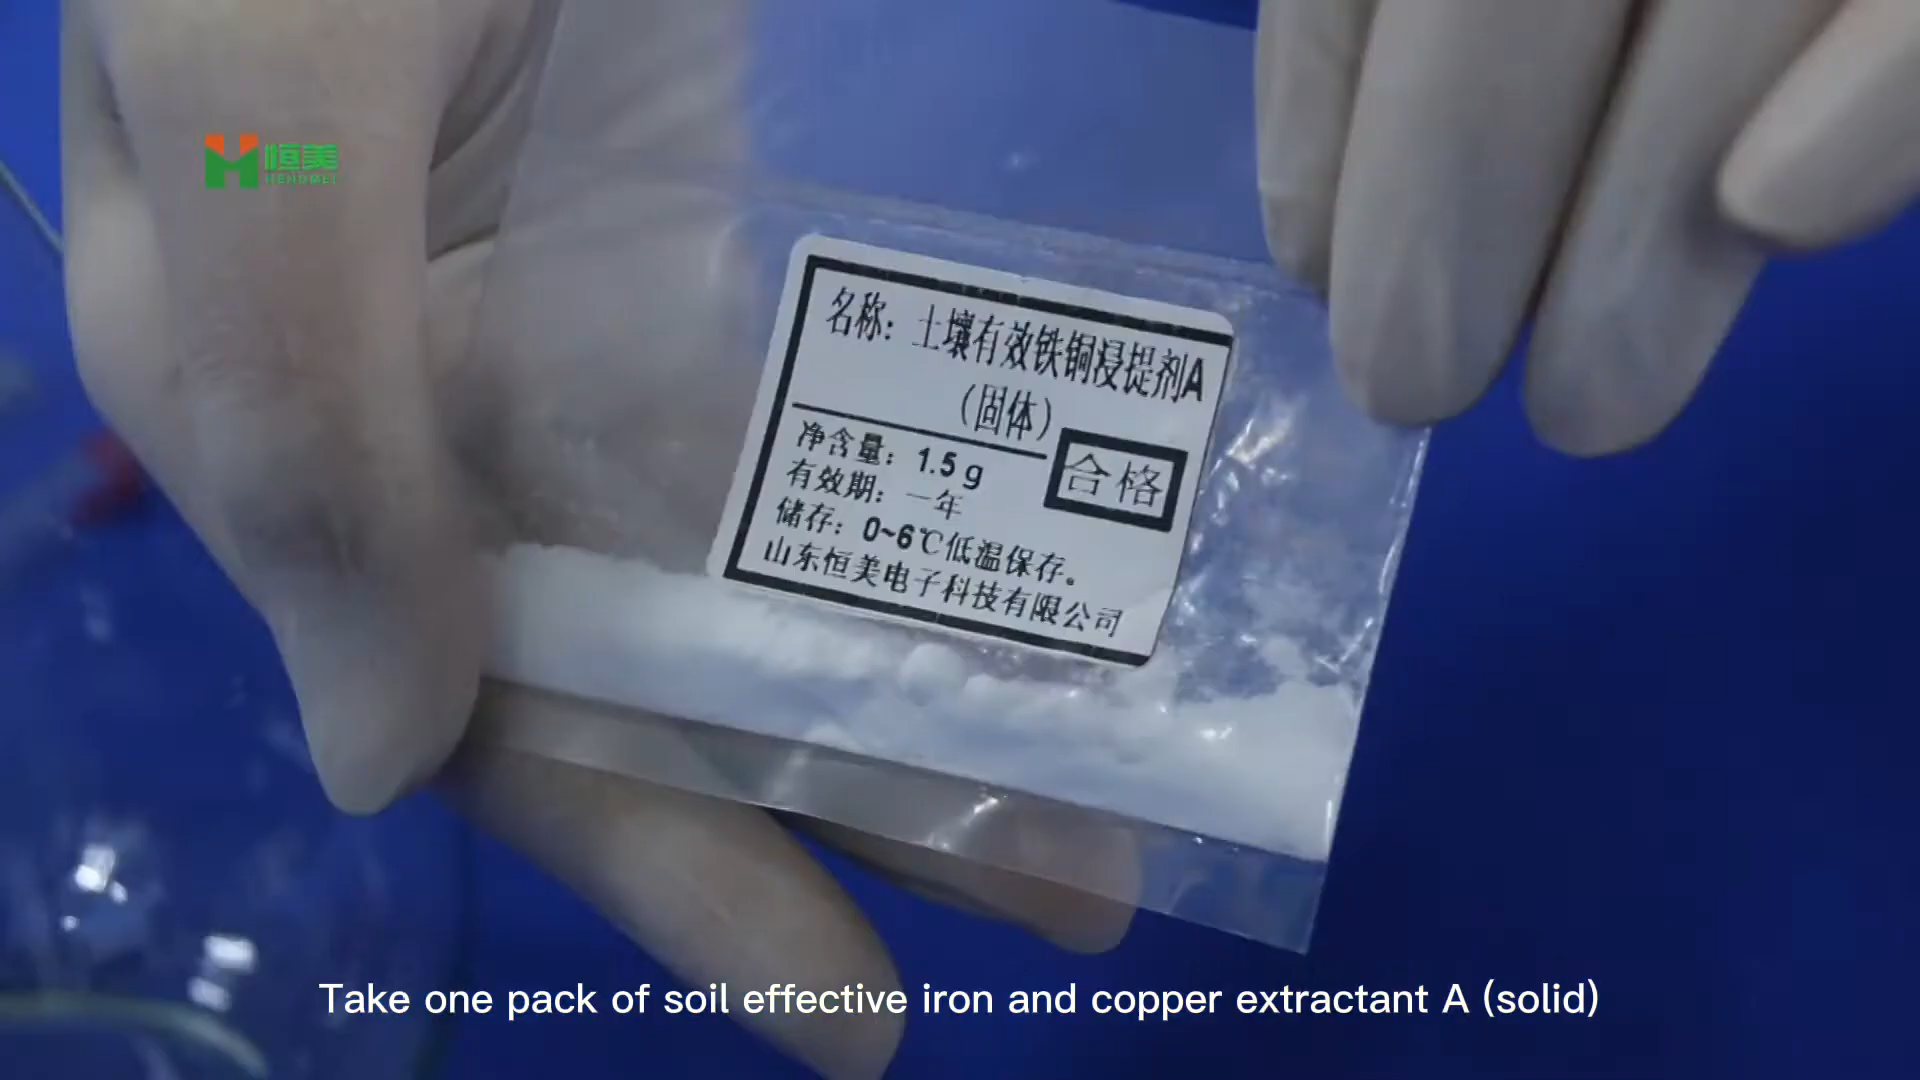 恒美
HENGMEI
名称：土壤有效铁铜浸提剂A
（固体）
净含量：1.5 g
合格
有效期：一年
储存：0~6℃低温保存。
山东恒美电子科技有限公司
Take one pack of soil effective iron and copper extractant A (solid)